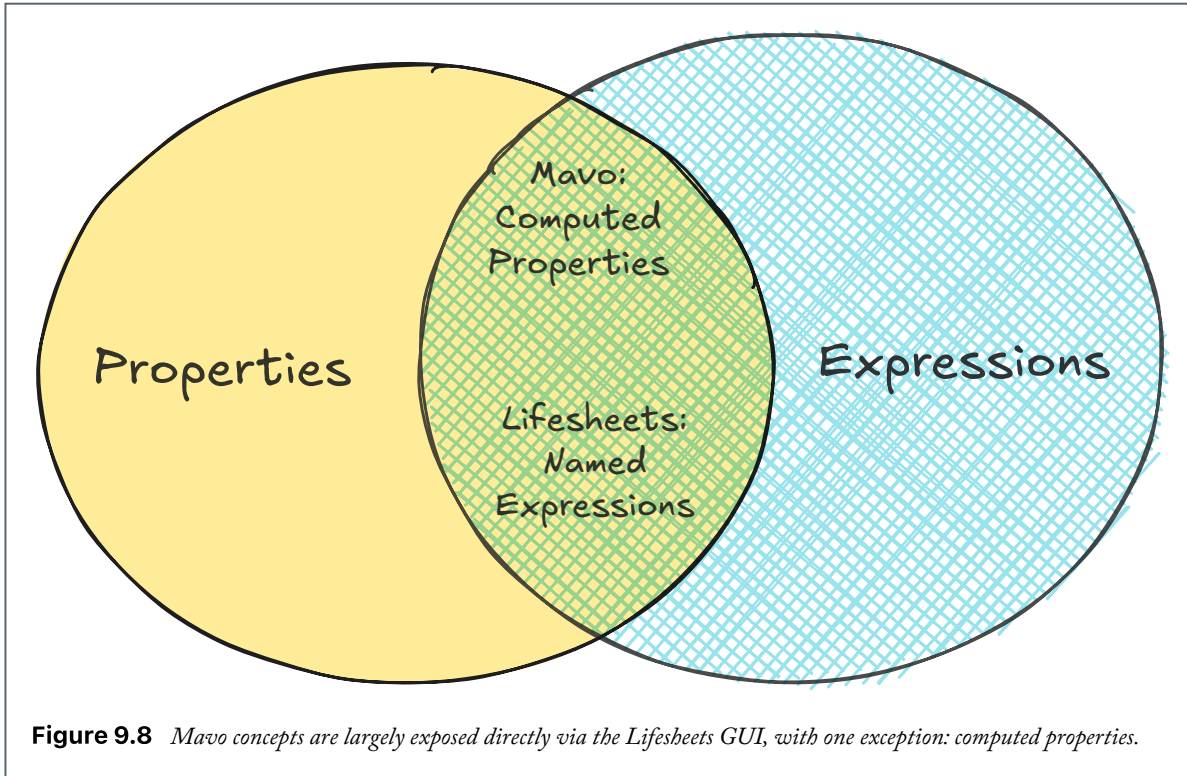 Mavo:
Computed
Properties
Properties
Expressions
Lifesheets:
Named
Expressions
Figure 9.8 Mavo concepts are largely exposed directly via the Lifesheets GUI, with one exception: computed properties.